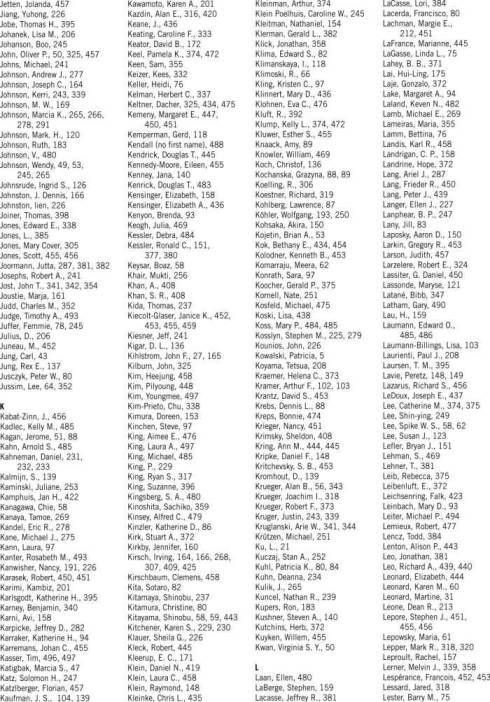 Jetten, Jolanda, 457
Jiang, Yuhong, 226
Jobe, Thomas H., 395
Johanek, Lisa M., 206
Johanson, Boo, 245
John, Oliver P., 50, 325, 457
Johns, Michael, 241
Johnson, Andrew J., 277
Johnson, Joseph C., 164
Johnson, Kerri, 243, 339
Johnson, M. W., 169
Johnson, Marcia K., 265, 266,
278, 291
Johnson, Mark, H., 120
Johnson, Ruth, 183
Johnson, V., 480
Johnson, Wendy, 49, 53,
245, 265
Johnsrude, Ingrid S., 126
Johnston, J. Dennis, 166
Johnston, lien, 226
Joiner, Thomas, 398
Jones, Edward E., 338
Jones, L., 385
Jones, Mary Cover, 305
Jones, Scott, 455, 456
Joormann, Jutta, 287, 381, 382
Josephs, Robert A., 241
Jost, John T., 341, 342, 354
Joustie, Marja, 161
Judd, Charles M., 352
Judge, Timothy A., 493
Juffer, Femmie, 78, 245
Julius, D., 206
Juneau, M., 452
Jung, Carl, 43
Jung, Rex E., 137
Jusczyk, Peter W., 80
Jussim, Lee, 64, 352
K
Kabat-Zinn, J., 456
Kadlec, Kelly M., 485
Kagan, Jerome, 51, 88
Kahn, Arnold S., 485
Kahneman, Daniel, 231,
232, 233
Kalmijn, S., 139
Kaminski, Juliane, 253
Kamphuis, Jan H., 422
Kanagawa, Chie, 58
Kanaya, Tamoe, 269
Kandel, Eric R., 278
Kane, Michael J., 275
Kann, Laura, 97
Kanter, Rosabeth M., 493
Kanwisher, Nancy, 191, 226
Karasek, Robert, 450, 451
Karimi, Kambiz, 201
Karlsgodt, Katherine H., 395
Karney, Benjamin, 340
Karni, Avi, 158
Karpicke, Jeffrey D., 282
Karraker, Katherine H., 94
Karremans, Johan C., 455
Kasser, Tim, 496, 497
Katigbak, Marcia S., 47
Katz, Solomon H., 247
Katzlberger, Florian, 457
Kaufman, J. S., 104, 139
Kawamoto, Karen A., 201
Kazdin, Alan E., 316, 420
Keane, J., 436
Keating, Caroline F., 333
Keator, David B., 172
Keel, Pamela K., 374, 472
Keen, Sam, 355
Keizer, Kees, 332
Keller, Heidi, 76
Kelman, Herbert C., 337
Keltner, Dacher, 325, 434, 475
Kemeny, Margaret E., 447,
450, 451
Kemperman, Gerd, 118
Kendall (no first name), 488
Kendrick, Douglas T., 445
Kennedy-Moore, Eileen, 455
Kenney, Jana, 140
Kenrick, Douglas T., 483
Kensinger, Elizabeth, 158
Kensinger, Elizabeth A., 436
Kenyon, Brenda, 93
Keogh, Julia, 469
Kessler, Debra, 484
Kessler, Ronald C., 151,
377, 380
Keysar, Boaz, 58
Khair, Mukti, 256
Khan, A., 408
Khan, S. R., 408
Kida, Thomas, 237
Kiecolt-Glaser, Janice K., 452,
453, 455, 459
Kiesner, Jeff, 241
Kigar, D. L., 136
Kihlstrom, John F., 27, 165
Kilburn, John, 325
Kim, Heejung, 458
Kim, Pilyoung, 448
Kim, Youngmee, 497
Kim-Prieto, Chu, 338
Kimura, Doreen, 153
Kinchen, Steve, 97
King, Aimee E., 476
King, Laura A., 497
King, Michael, 485
King, P., 229
King, Ryan S., 317
King, Suzanne, 396
Kingsberg, S. A., 480
Kinoshita, Sachiko, 359
Kinsey, Alfred C., 479
Kinzler, Katherine D., 86
Kirk, Stuart A., 372
Kirkby, Jennifer, 160
Kirsch, Irving, 164, 166, 268,
307, 409, 425
Kirschbaum, Clemens, 458
Kita, Sotaro, 82
Kitamaya, Shinobu, 237
Kitamura, Christine, 80
Kitayama, Shinobu, 58, 59, 443
Kitchener, Karen S., 229, 230
Klauer, Sheila G., 226
Kleck, Robert, 445
Kleerup, E. C., 171
Klein, Daniel N., 419
Klein, Laura C., 458
Klein, Raymond, 148
Kleinke, Chris L., 435
Kleinman, Arthur, 374
Klein Poelhuis, Caroline W., 245
Kleitman, Nathaniel, 154
Klerman, Gerald L., 382
Klick, Jonathan, 358
Klima, Edward S., 82
Klimanskaya, I., 118
Klimoski, R., 66
Kling, Kristen C., 97
Klinnert, Mary D., 436
Klohnen, Eva C., 476
Kluft, R., 392
Klump, Kelly L., 374, 472
Kluwer, Esther S., 455
Knaack, Amy, 89
Knowler, William, 469
Koch, Christof, 136
Kochanska, Grazyna, 88, 89
Koelling, R., 306
Koestner, Richard, 319
Kohlberg, Lawrence, 87
Köhler, Wolfgang, 193, 250
Kohsaka, Akira, 150
Kojetin, Brian A., 53
Kok, Bethany E., 434, 454
Kolodner, Kenneth B., 453
Komarraju, Meera, 62
Konrath, Sara, 97
Koocher, Gerald P., 375
Kornell, Nate, 251
Kosfeld, Michael, 475
Koski, Lisa, 438
Koss, Mary P., 484, 485
Kosslyn, Stephen M., 225, 279
Kounios, John, 226
Kowalski, Patricia, 5
Koyama, Tetsua, 208
Kraemer, Helena C., 373
Kramer, Arthur F., 102, 103
Krantz, David S., 453
Krebs, Dennis L., 88
Kreps, Bonnie, 474
Krieger, Nancy, 451
Krimsky, Sheldon, 408
Kring, Ann M., 444, 445
Kripke, Daniel F., 148
Kritchevsky, S. B., 453
Kromhout, D., 139
Krueger, Alan B., 56, 343
Krueger, Joachim I., 318
Krueger, Robert F., 373
Kruger, Justin, 243, 339
Kruglanski, Arie W., 341, 344
Krützen, Michael, 251
Ku, L., 21
Kuczaj, Stan A., 252
Kuhl, Patricia K., 80, 84
Kuhn, Deanna, 234
Kulik, J., 265
Kuncel, Nathan R., 239
Kupers, Ron, 183
Kushner, Steven A., 140
Kutchins, Herb, 372
Kuyken, Willem, 455
Kwan, Virginia S. Y., 50
L
Laan, Ellen, 480
LaBerge, Stephen, 159
Lacasse, Jeffrey R., 381
LaCasse, Lori, 384
Lacerda, Francisco, 80
Lachman, Margie E.,
212, 451
LaFrance, Marianne, 445
LaGasse, Linda L., 75
Lahey, B. B., 371
Lai, Hui-Ling, 175
Laje, Gonzalo, 372
Lake, Margaret A., 94
Laland, Keven N., 482
Lamb, Michael E., 269
Lameiras, Maria, 355
Lamm, Bettina, 76
Landis, Karl R., 458
Landrigan, C. P., 158
Landrine, Hope, 372
Lang, Ariel J., 287
Lang, Frieder R., 450
Lang, Peter J., 439
Langer, Ellen J., 227
Lanphear, B. P., 247
Lany, Jill, 83
Laposky, Aaron D., 150
Larkin, Gregory R., 453
Larson, Judith, 457
Larzelere, Robert E., 324
Lassiter, G. Daniel, 450
Lassonde, Maryse, 121
Latané, Bibb, 347
Latham, Gary, 490
Lau, H., 159
Laumann, Edward O.,
485, 486
Laumann-Billings, Lisa, 103
Laurienti, Paul J., 208
Laursen, T. M., 395
Lavie, Peretz, 148, 149
Lazarus, Richard S., 456
LeDoux, Joseph E., 437
Lee, Catherine M., 374, 375
Lee, Shin-ying, 249
Lee, Spike W. S., 58, 62
Lee, Susan J., 123
Lefler, Bryan J., 151
Lehman, S., 469
Lehner, T., 381
Leib, Rebecca, 375
Leibenluft, E., 372
Leichsenring, Falk, 423
Leinbach, Mary D., 93
Leiter, Michael P., 494
Lemieux, Robert, 477
Lencz, Todd, 384
Lenton, Alison P., 443
Leo, Jonathan, 381
Leo, Richard A., 439, 440
Leonard, Elizabeth, 444
Leonard, Karen M., 60
Leonard, Martine, 31
Leone, Dean R., 213
Lepore, Stephen J., 451,
455, 456
Lepowsky, Maria, 61
Lepper, Mark R., 318, 320
Leproult, Rachel, 157
Lerner, Melvin J., 339, 358
Lespérance, Francois, 452, 453
Lessard, Jared, 318
Lester, Barry M., 75